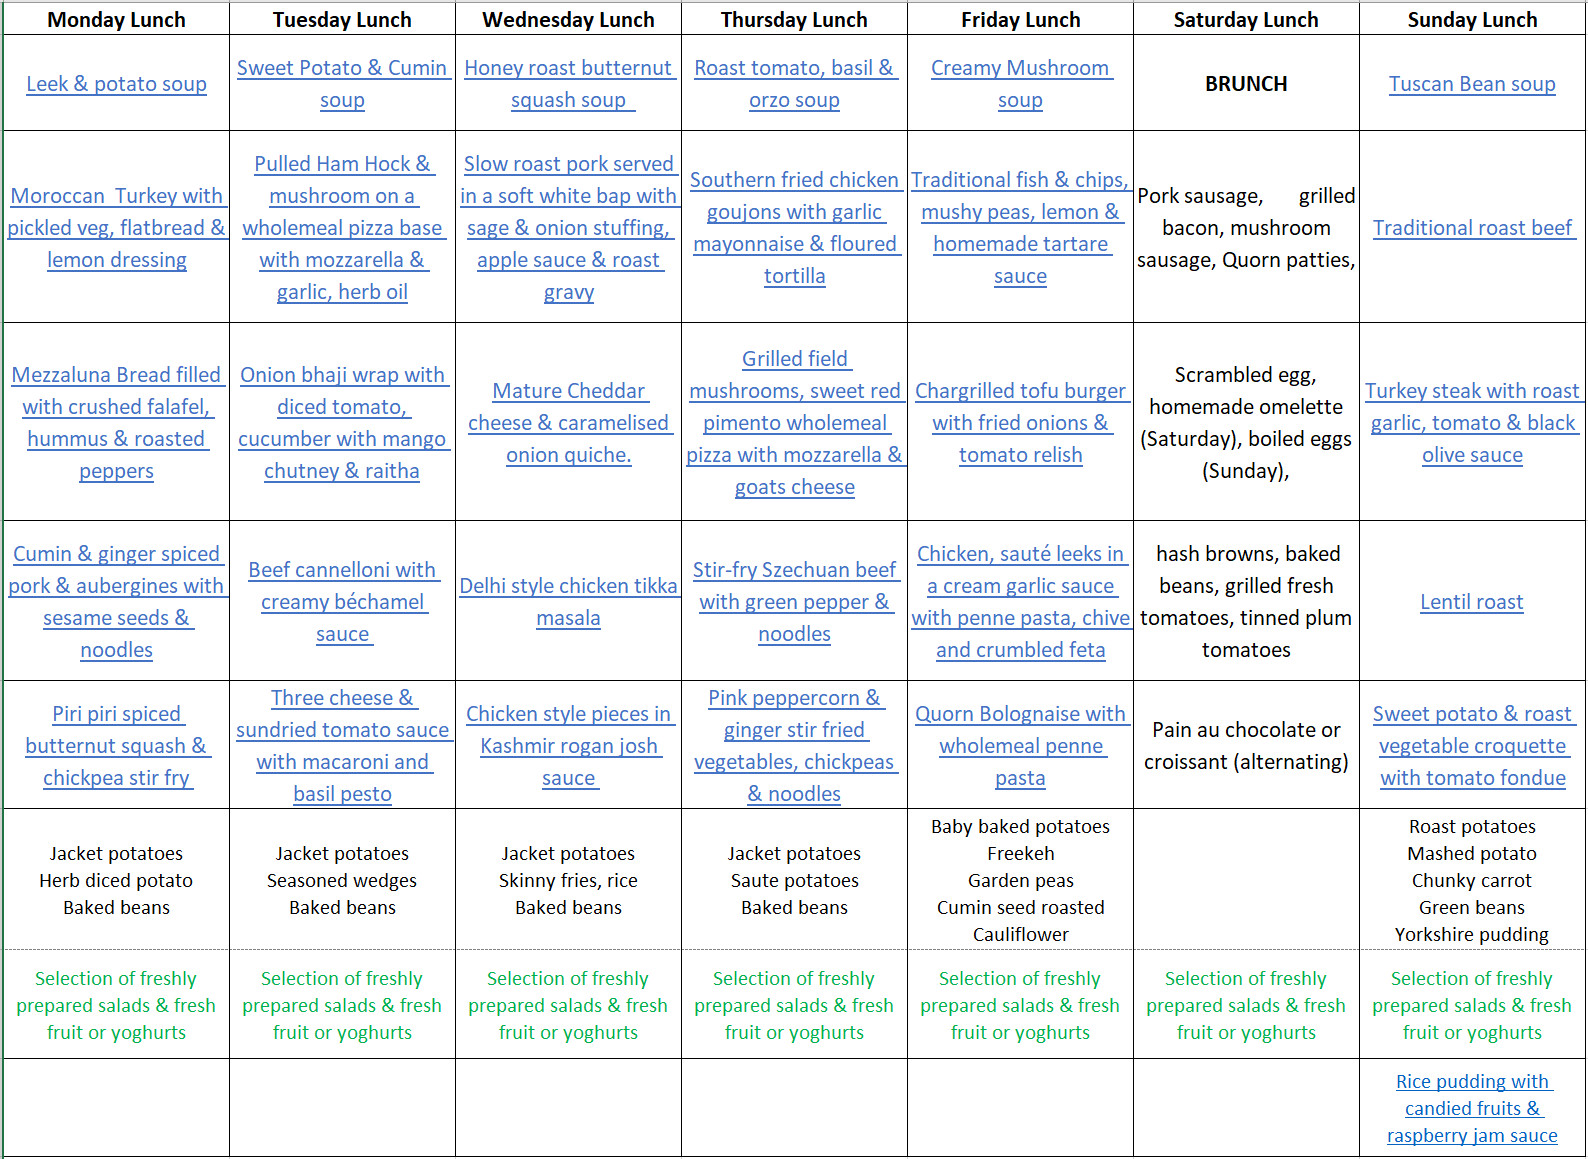 Monday Lunch
Tuesday Lunch
Wednesday Lunch
Thursday Lunch
Friday Lunch
Saturday Lunch
Sunday Lunch
Leek & potato soup
Sweet Potato & Cumin
soup
Honey roast butternut
squash soup
Roast tomato, basil &
orzo soup
Creamy Mushroom
soup
BRUNCH
Tuscan Bean soup
Moroccan Turkey with
pickled veg, flatbread &
lemon dressing
Pulled Ham Hock &
mushroom on a
wholemeal pizza base
with mozzarella &
garlic, herb oil
Slow roast pork served
in a soft white bap with
sage & onion stuffing,
apple sauce & roast
gravy
Southern fried chicken
goujons with garlic
mayonnaise & floured
tortilla
Traditional fish & chips,
mushy peas, lemon &
homemade tartare
sauce
Pork sausage, grilled
bacon, mushroom
sausage, Quorn patties,
Traditional roast beef
Mezzaluna Bread filled
with crushed falafel,
hummus & roasted
peppers
Onion bhaji wrap with
diced tomato,
cucumber with mango
chutney & raitha
Mature Cheddar
cheese & caramelised
onion quiche.
Grilled field
mushrooms, sweet red
pimento wholemeal
pizza with mozzarella &
goats cheese
Chargrilled tofu burger
with fried onions &
tomato relish
Scrambled egg,
homemade omelette
(Saturday), boiled eggs
(Sunday),
Turkey steak with roast
garlic, tomato & black
olive sauce
Cumin & ginger spiced
pork & aubergines with
sesame seeds &
noodles
Beef cannelloni with
creamy béchamel
sauce
Delhi style chicken tikka
masala
Stir-fry Szechuan beef
with green pepper &
noodles
Chicken, sauté leeks in
a cream garlic sauce
with penne pasta, chive
and crumbled feta
hash browns, baked
beans, grilled fresh
tomatoes, tinned plum
tomatoes
Lentil roast
Piri piri spiced
butternut squash &
chickpea stir fry
Three cheese &
sundried tomato sauce
with macaroni and
basil pesto
Chicken style pieces in
Kashmir rogan josh
sauce
Pink peppercorn &
ginger stir fried
vegetables, chickpeas
& noodles
Quorn Bolognaise with
wholemeal penne
pasta
Pain au chocolate or
croissant (alternating)
Sweet potato & roast
vegetable croquette
with tomato fondue
Jacket potatoes
Herb diced potato
Baked beans
Jacket potatoes
Seasoned wedges
Baked beans
Jacket potatoes
Skinny fries, rice
Baked beans
Jacket potatoes
Saute potatoes
Baked beans
Baby baked potatoes
Freekeh
Garden peas
Cumin seed roasted
Cauliflower
Roast potatoes
Mashed potato
Chunky carrot
Green beans
Yorkshire pudding
Selection of freshly
prepared salads & fresh
fruit or yoghurts
Selection of freshly
prepared salads & fresh
fruit or yoghurts
Selection of freshly
prepared salads & fresh
fruit or yoghurts
Selection of freshly
prepared salads & fresh
fruit or yoghurts
Selection of freshly
prepared salads & fresh
fruit or yoghurts
Selection of freshly
prepared salads & fresh
fruit or yoghurts
Selection of freshly
prepared salads & fresh
fruit or yoghurts
Rice pudding with
candied fruits &
raspberry jam sauce